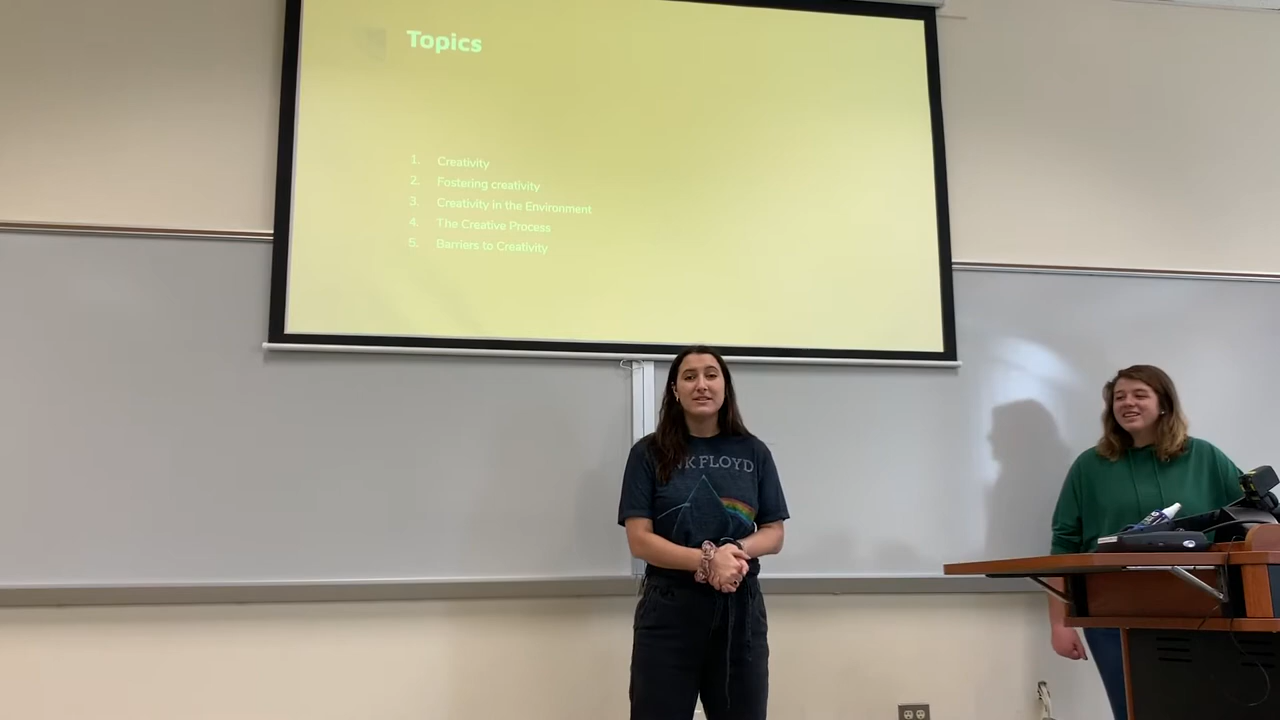 Topics
1. Creativity
2. Fostering creativity
3. Creativity in the Environment
4. The Creative Process
5. Barriers to Creativity
NK FLOYD